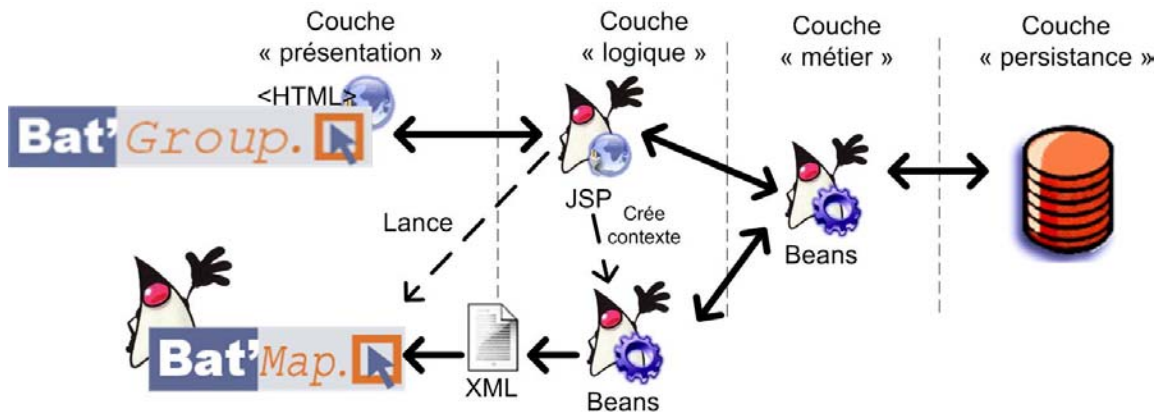 Couche
« présentation »
Couche
« logique »
Couche
« métier »
Couche
« persistance »
<HTML>
Bat'Group.
JSP
Lance
Crée
contexte
Beans
Bat'Map.
XML
Beans